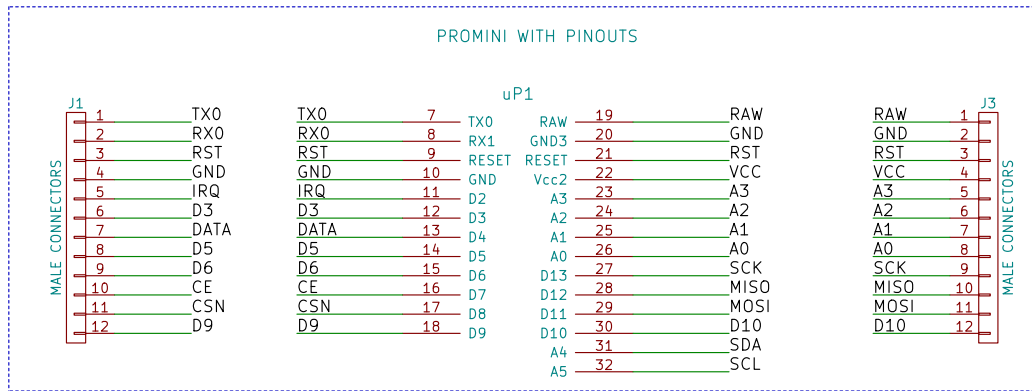 PROMINI WITH PINOUTS
uP1
J1
J3
1 TX0 TX0 7 TX0 RAW 19 RAW RAW 1
2 RX0 RX0 8 RX1 GND3 20 GND GND 2
3 RST RST 9 RESET RESET 21 RST RST 3
4 GND GND 10 GND Vcc2 22 VCC VCC 4
5 IRQ IRQ 11 D2 A3 23 A3 A3 5
6 D3 D3 12 D3 A2 24 A2 A2 6
7 DATA DATA 13 D4 A1 25 A1 A1 7
8 D5 D5 14 D5 A0 26 A0 A0 8
9 D6 D6 15 D6 D13 27 SCK SCK 9
10 CE CE 16 D7 D12 28 MISO MISO 10
11 CSN CSN 17 D8 D11 29 MOSI MOSI 11
12 D9 D9 18 D9 D10 30 D10 D10 12
A4 31 SDA
A5 32 SCL
MALE CONNECTORS
MALE CONNECTORS